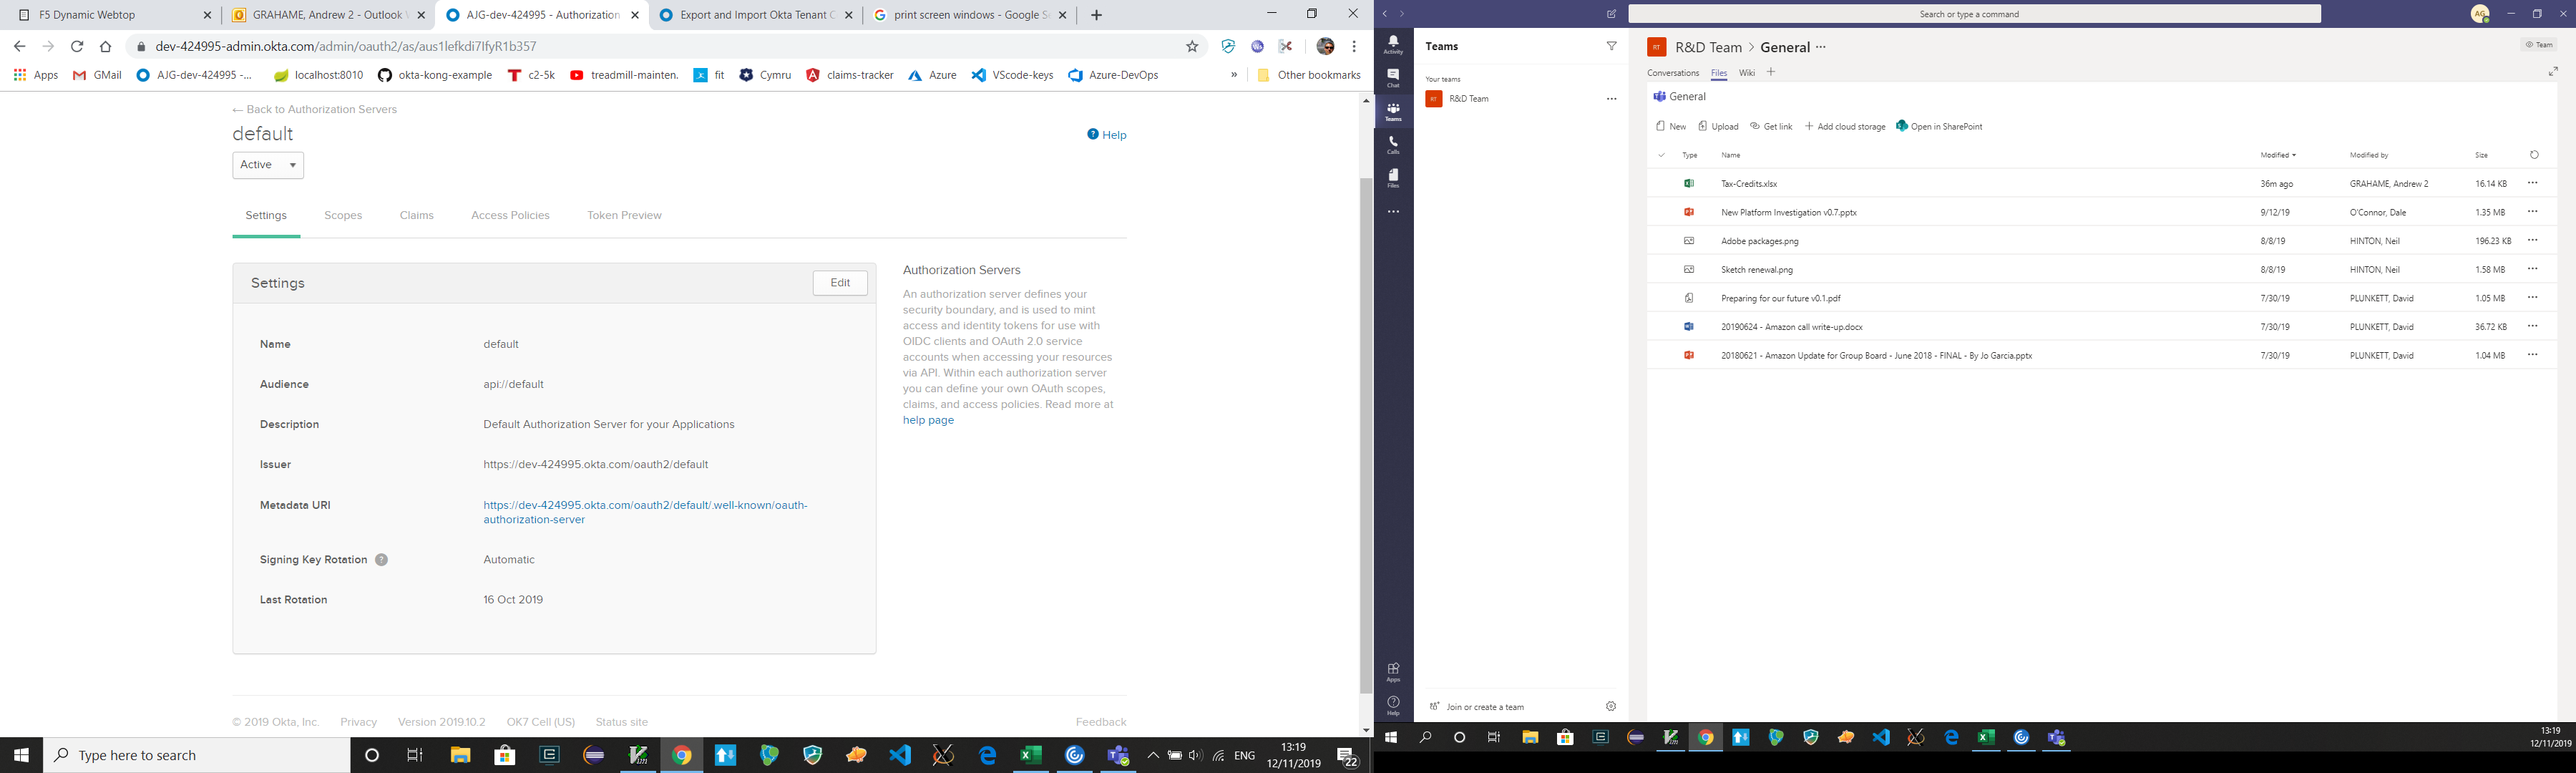 F5 Dynamic Webtop
GRAHAME, Andrew 2 - Outlook
AJG-dev-424995 - Authorization
Export and Import Okta Tenant C
print screen windows - Google Se
dev-424995-admin.okta.com/admin/oauth2/as/aus1lefkdi7lfyR1b357
Apps
GMail
AJG-dev-424995 -...
localhost:8010
okta-kong-example
c2-5k
treadmill-mainten.
fit
Cymru
claims-tracker
Azure
VScode-keys
Azure-DevOps
»
Other bookmarks
← Back to Authorization Servers
default
Help
Active
Settings
Scopes
Claims
Access Policies
Token Preview
Settings
Edit
Name default
Audience api://default
Description Default Authorization Server for your Applications
Issuer https://dev-424995.okta.com/oauth2/default
Metadata URI https://dev-424995.okta.com/oauth2/default/.well-known/oauth-
authorization-server
Signing Key Rotation ? Automatic
Last Rotation 16 Oct 2019
Authorization Servers
An authorization server defines your
security boundary, and is used to mint
access and identity tokens for use with
OIDC clients and OAuth 2.0 service
accounts when accessing your resources
via API. Within each authorization server
you can define your own OAuth scopes,
claims, and access policies. Read more at
help page
© 2019 Okta, Inc. Privacy Version 2019.10.2 OK7 Cell (US) Status site Feedback
Type here to search
ENG
13:19
12/11/2019
22
Search or type a command
AG
Activity
Chat
Teams
Calls
Files
Apps
Help
Teams
Your teams
RT R&D Team
Join or create a team
RT R&D Team > General ...
Team
Conversations Files Wiki +
General
New Upload Get link + Add cloud storage Open in SharePoint
Type Name Modified Modified by Size
Tax-Credits.xlsx 36m ago GRAHAME, Andrew 2 16.14 KB
New Platform Investigation v0.7.pptx 9/12/19 O'Connor, Dale 1.35 MB
Adobe packages.png 8/8/19 HINTON, Neil 196.23 KB
Sketch renewal.png 8/8/19 HINTON, Neil 1.58 MB
Preparing for our future v0.1.pdf 7/30/19 PLUNKETT, David 1.05 MB
20190624 - Amazon call write-up.docx 7/30/19 PLUNKETT, David 36.72 KB
20180621 - Amazon Update for Group Board - June 2018 - FINAL - By Jo Garcia.pptx 7/30/19 PLUNKETT, David 1.04 MB
13:19
12/11/2019